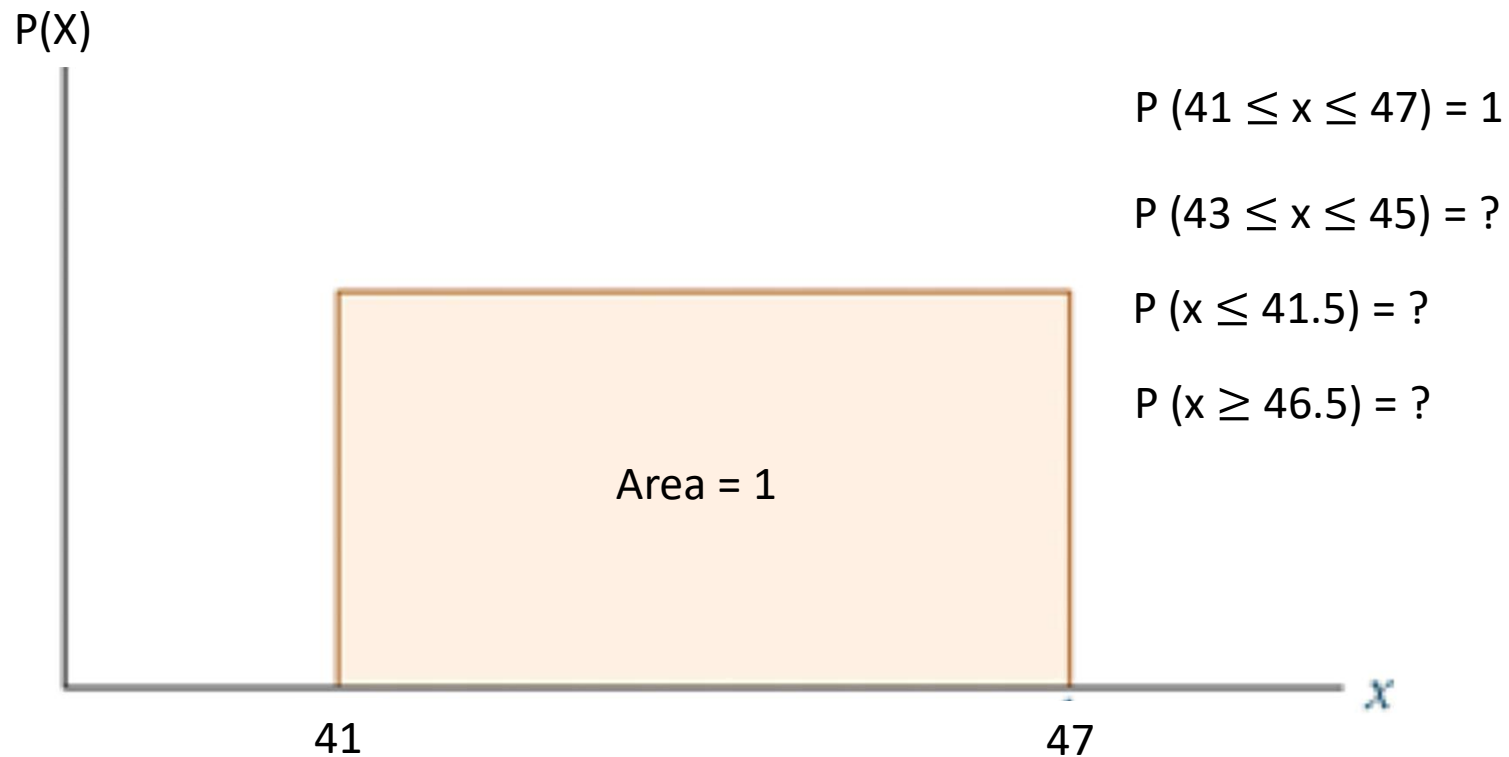 P(X)
P (41 ≤ x ≤ 47) = 1
P (43 ≤ x ≤ 45) = ?
P (x ≤ 41.5) = ?
P (x ≥ 46.5) = ?
Area = 1
x
41
47